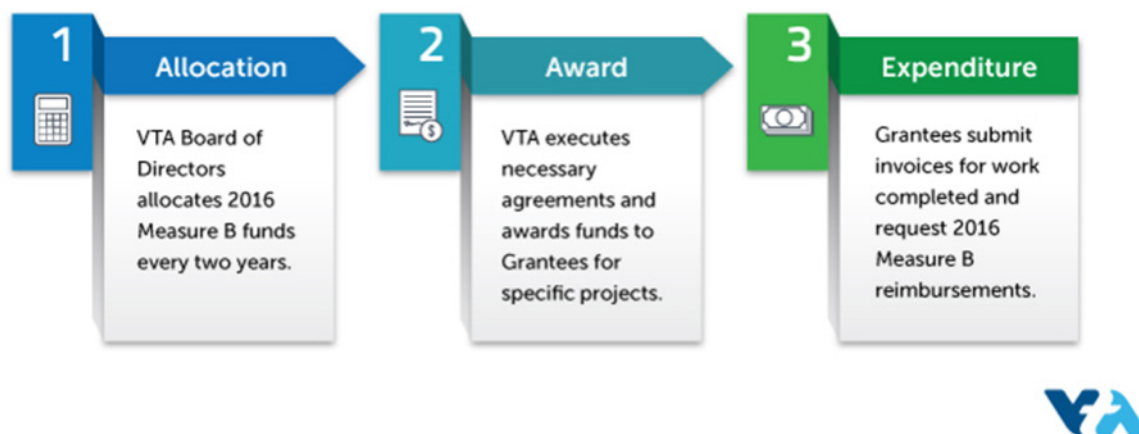 1
Allocation
VTA Board of
Directors
allocates 2016
Measure B funds
every two years.
2
Award
VTA executes
necessary
agreements and
awards funds to
Grantees for
specific projects.
3
Expenditure
Grantees submit
invoices for work
completed and
request 2016
Measure B
reimbursements.
VTA